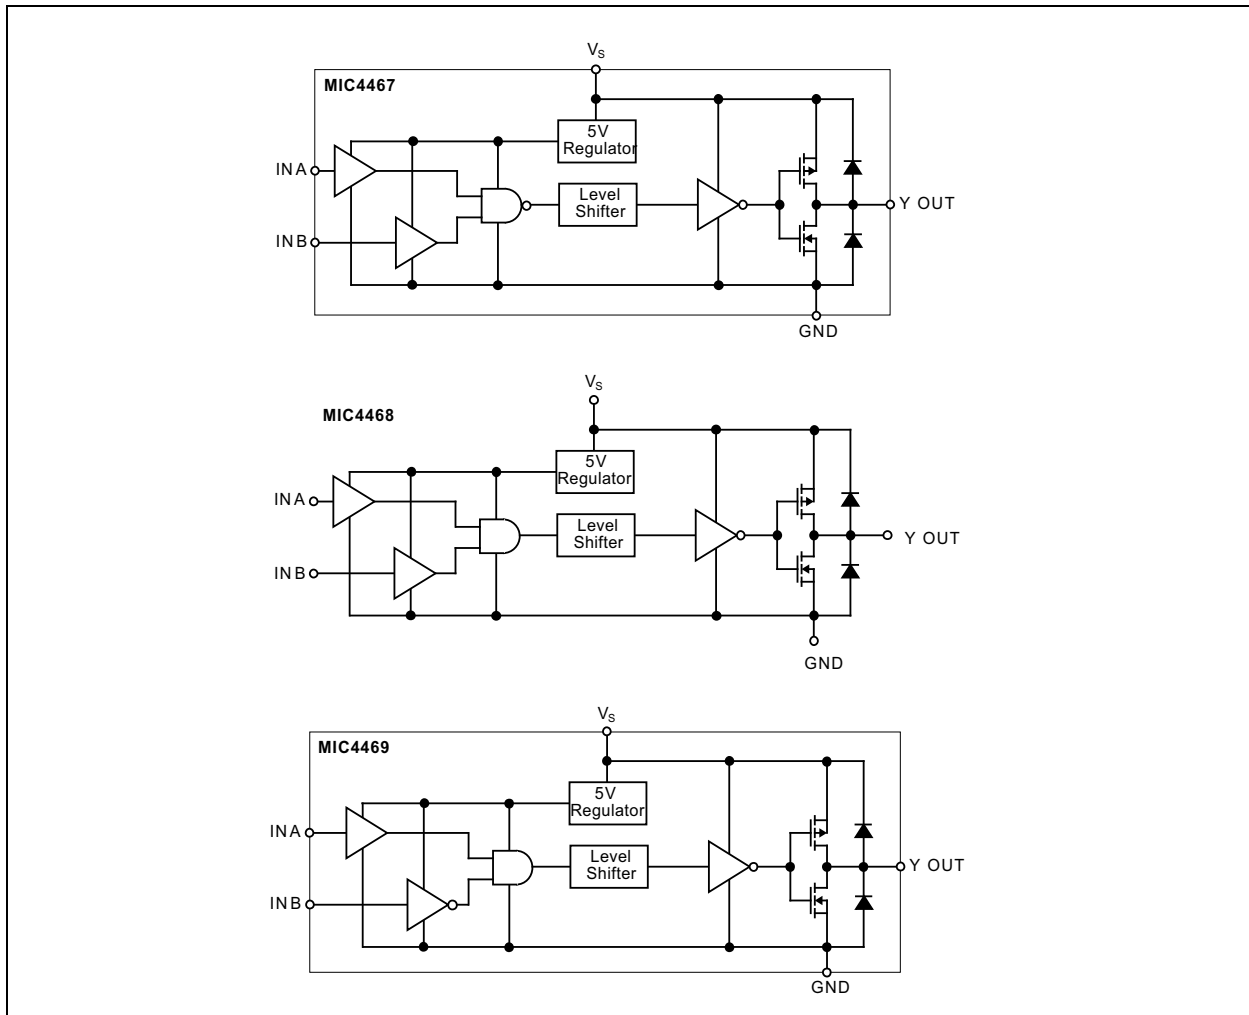 VS
MIC4467
5V
Regulator
INA
Level
Shifter
Y OUT
INB
GND
VS
MIC4468
5V
Regulator
INA
Level
Shifter
Y OUT
INB
GND
VS
MIC4469
5V
Regulator
INA
Level
Shifter
Y OUT
INB
GND